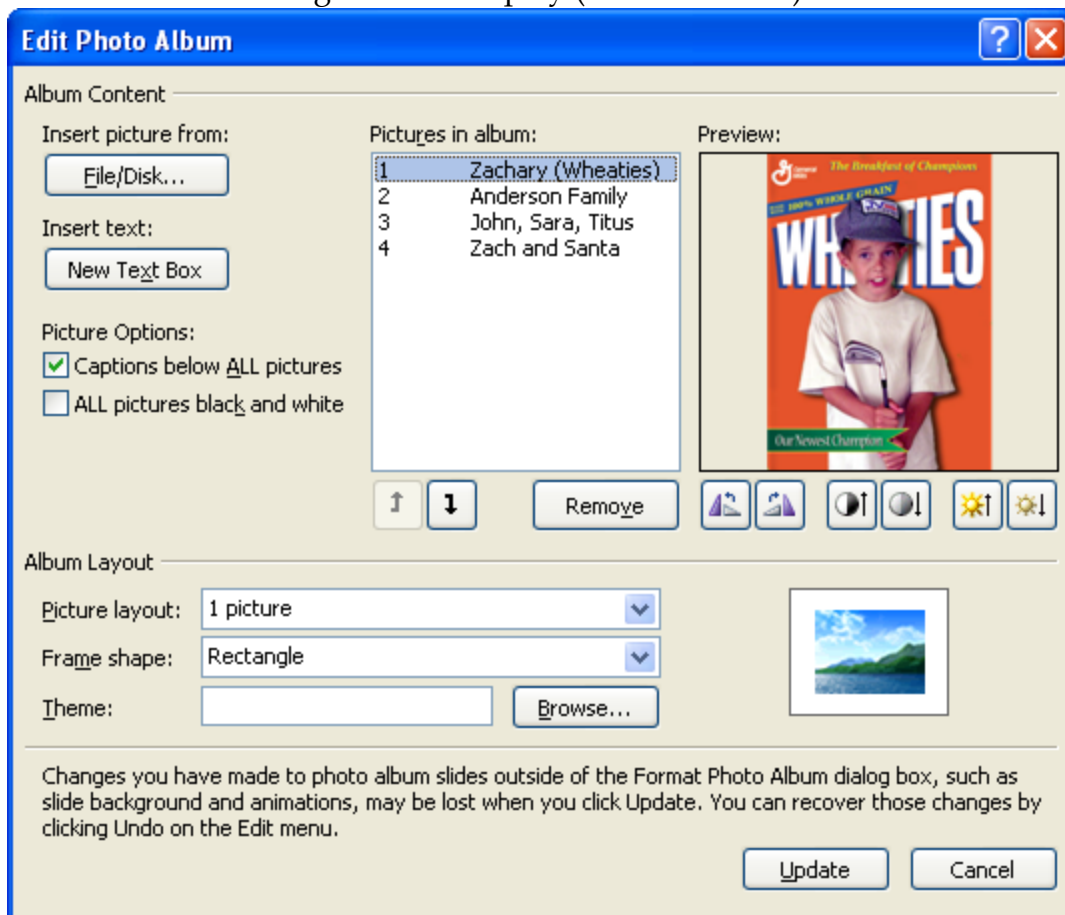 Edit Photo Album
Album Content
Insert picture from:
File/Disk...
Insert text:
New Text Box
Picture Options:
Captions below ALL pictures
ALL pictures black and white
Pictures in album:
1 Zachary (Wheaties)
2 Anderson Family
3 John, Sara, Titus
4 Zach and Santa
Remove
Preview:
General Mills
The Breakfast of Champions
100% WHOLE GRAIN
WHEATIES
Our Newest Champion
Album Layout
Picture layout: 1 picture
Frame shape: Rectangle
Theme:
Browse...
Changes you have made to photo album slides outside of the Format Photo Album dialog box, such as
slide background and animations, may be lost when you click Update. You can recover those changes by
clicking Undo on the Edit menu.
Update Cancel